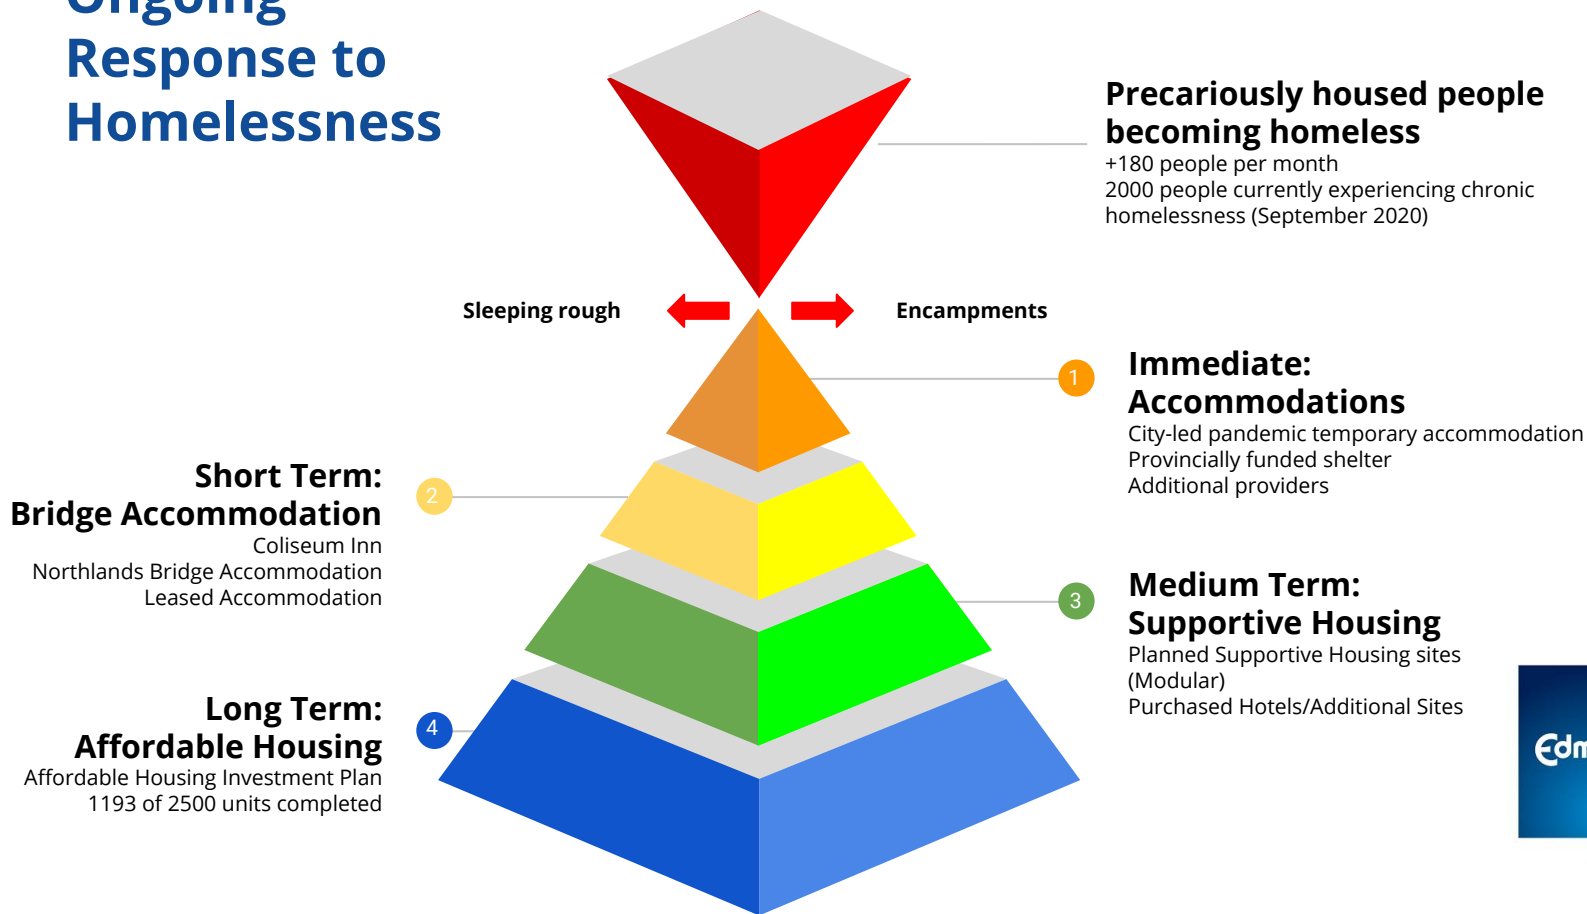 Ongoing
Response to
Homelessness
Precariously housed people
becoming homeless
+180 people per month
2000 people currently experiencing chronic
homelessness (September 2020)
Sleeping rough
Encampments
1
Immediate:
Accommodations
City-led pandemic temporary accommodation
Provincially funded shelter
Additional providers
2
Short Term:
Bridge Accommodation
Coliseum Inn
Northlands Bridge Accommodation
Leased Accommodation
3
Medium Term:
Supportive Housing
Planned Supportive Housing sites
(Modular)
Purchased Hotels/Additional Sites
4
Long Term:
Affordable Housing
Affordable Housing Investment Plan
1193 of 2500 units completed